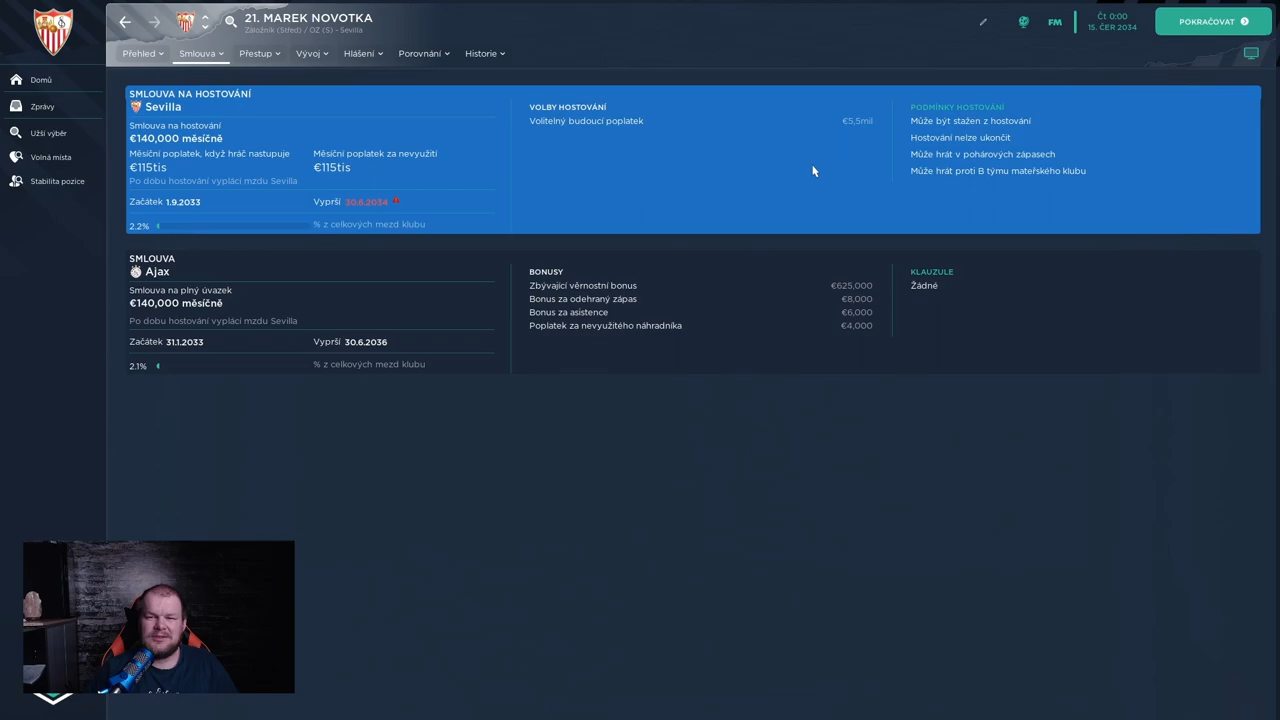 21. MAREK NOVOTKA
Záložník (Střed) / OZ (S) - Sevilla
FM
Čt 0:00
15. ČER 2034
POKRAČOVAT
Přehled
Smlouva
Přestup
Vývoj
Hlášení
Porovnání
Historie
Domů
Zprávy
Užší výběr
Volná místa
Stabilita pozice
SMLOUVA NA HOSTOVÁNÍ
Sevilla
Smlouva na hostování
€140,000 měsíčně
Měsíční poplatek, když hráč nastupuje
Měsíční poplatek za nevyužití
€115tis
€115tis
Po dobu hostování vyplácí mzdu Sevilla
Začátek 1.9.2033
Vyprší 30.6.2034
2.2%
% z celkových mezd klubu
VOLBY HOSTOVÁNÍ
Volitelný budoucí poplatek
€5,5mil
PODMÍNKY HOSTOVÁNÍ
Může být stažen z hostování
Hostování nelze ukončit
Může hrát v pohárových zápasech
Může hrát proti B týmu mateřského klubu
SMLOUVA
Ajax
Smlouva na plný úvazek
€140,000 měsíčně
Po dobu hostování vyplácí mzdu Sevilla
Začátek 31.1.2033
Vyprší 30.6.2036
2.1%
% z celkových mezd klubu
BONUSY
Zbývající věrnostní bonus
€625,000
Bonus za odehraný zápas
€8,000
Bonus za asistence
€6,000
Poplatek za nevyužitého náhradníka
€4,000
KLAUZULE
Žádné